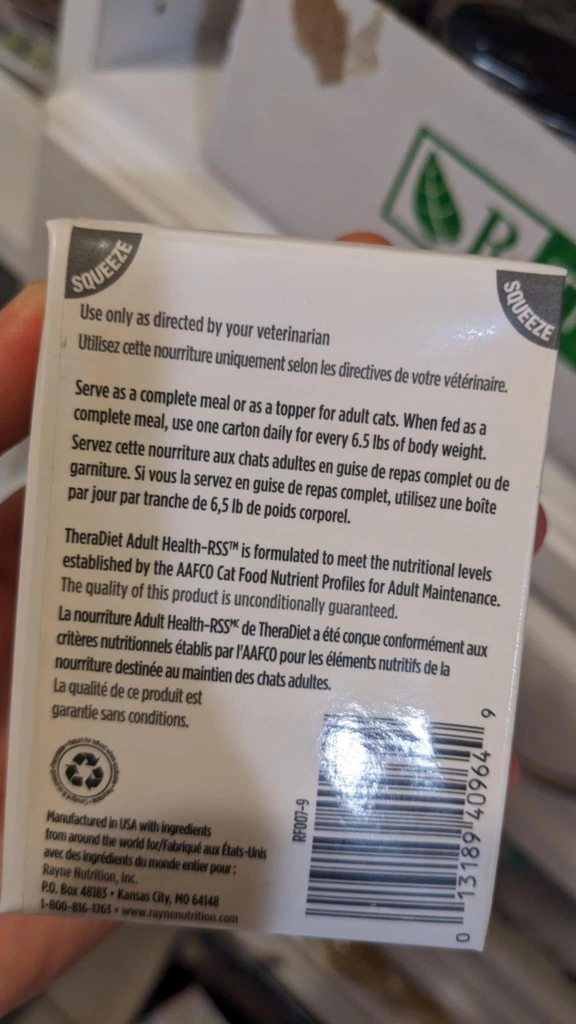 SQUEEZE
SQUEEZE
Use only as directed by your veterinarian
Utilisez cette nourriture uniquement selon les directives de votre vétérinaire.
Serve as a complete meal or as a topper for adult cats. When fed as a
complete meal, use one carton daily for every 6.5 lbs of body weight.
Servez cette nourriture aux chats adultes en guise de repas complet ou de
garniture. Si vous la servez en guise de repas complet, utilisez une boîte
par jour par tranche de 6,5 lb de poids corporel.
TheraDiet Adult Health-RSS™ is formulated to meet the nutritional levels
established by the AAFCO Cat Food Nutrient Profiles for Adult Maintenance.
The quality of this product is unconditionally guaranteed.
La nourriture Adult Health-RSSᴹᶜ de TheraDiet a été conçue conformément aux
critères nutritionnels établis par l'AAFCO pour les éléments nutritifs de la
nourriture destinée au maintien des chats adultes.
La qualité de ce produit est
garantie sans conditions.
Manufactured in USA with ingredients
from around the world for/Fabriqué aux États-Unis
avec des ingrédients du monde entier pour :
Rayne Nutrition, Inc.
P.O. Box 48183 • Kansas City, MO 64148
1-800-816-1763 • www.raynenutrition.com
RF007-9
0 13189 40964 9
R